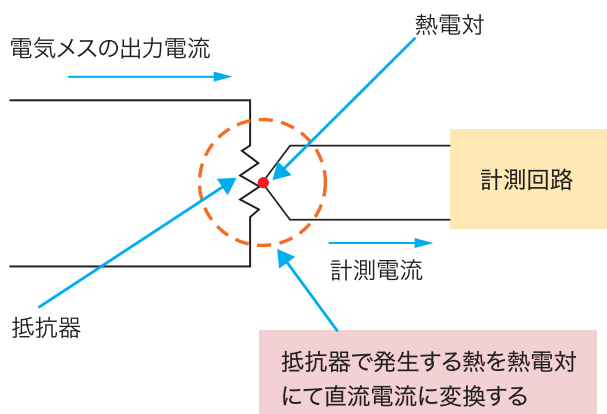 電気メスの出力電流
熱電対
計測回路
計測電流
抵抗器
抵抗器で発生する熱を熱電対
にて直流電流に変換する